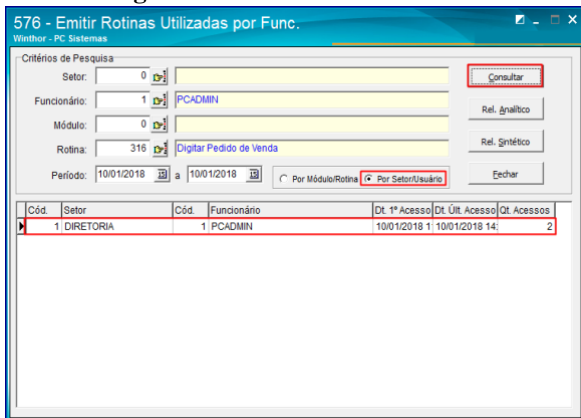 576 - Emitir Rotinas Utilizadas por Func.
Winthor - PC Sistemas
Critérios de Pesquisa
Setor: 0
Consultar
Funcionário: 1 PCADMIN
Rel. Analítico
Módulo: 0
Rotina: 316 Digitar Pedido de Venda
Rel. Sintético
Período: 10/01/2018 a 10/01/2018 Por Módulo/Rotina Por Setor/Usuário
Fechar
Cód. Setor Cód. Funcionário Dt. 1º Acesso Dt. Últ. Acesso Qt. Acessos
1 DIRETORIA 1 PCADMIN 10/01/2018 1 10/01/2018 14: 2